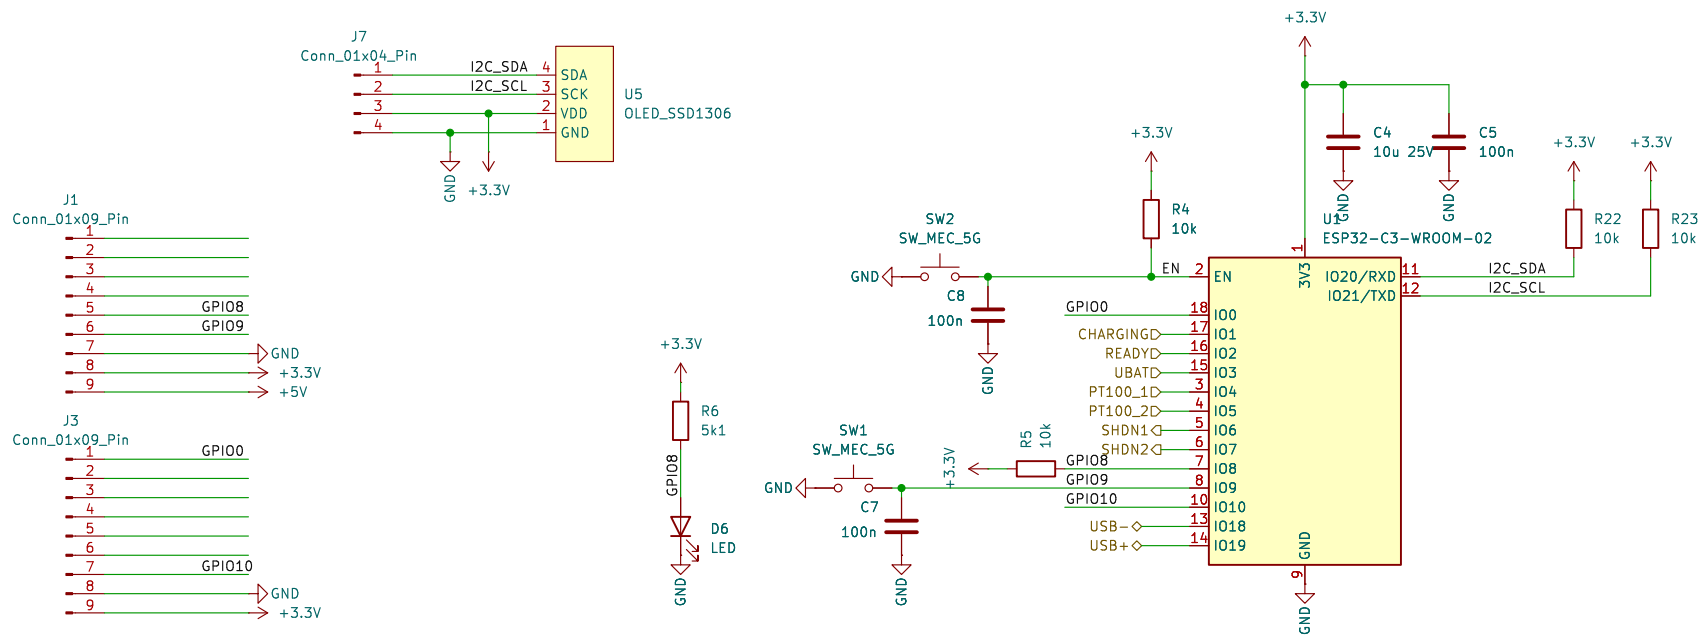 J7
Conn_01x04_Pin
1 I2C_SDA 4 SDA
2 I2C_SCL 3 SCK
3 2 VDD
4 1 GND
U5
OLED_SSD1306
GND
+3.3V
J1
Conn_01x09_Pin
1
2
3
4
5 GPIO8
6 GPIO9
7 GND
8 +3.3V
9 +5V
J3
Conn_01x09_Pin
1 GPIO0
2
3
4
5
6
7 GPIO10
8 GND
9 +3.3V
+3.3V
R6
5k1
GPIO8
D6
LED
GND
SW2
SW_MEC_5G
GND
C8
100n
GND
+3.3V
R4
10k
SW1
SW_MEC_5G
GND
C7
100n
GND
+3.3V
R5
10k
+3.3V
C4
10u 25V
GND
C5
100n
GND
U1
ESP32-C3-WROOM-02
1
3V3
EN 2 EN
GPIO0 18 IO0
CHARGING 17 IO1
READY 16 IO2
UBAT 15 IO3
PT100_1 3 IO4
PT100_2 4 IO5
SHDN1 5 IO6
SHDN2 6 IO7
GPIO8 7 IO8
GPIO9 8 IO9
GPIO10 10 IO10
USB- 13 IO18
USB+ 14 IO19
IO20/RXD 11 I2C_SDA
IO21/TXD 12 I2C_SCL
GND
9
GND
+3.3V
R22
10k
+3.3V
R23
10k